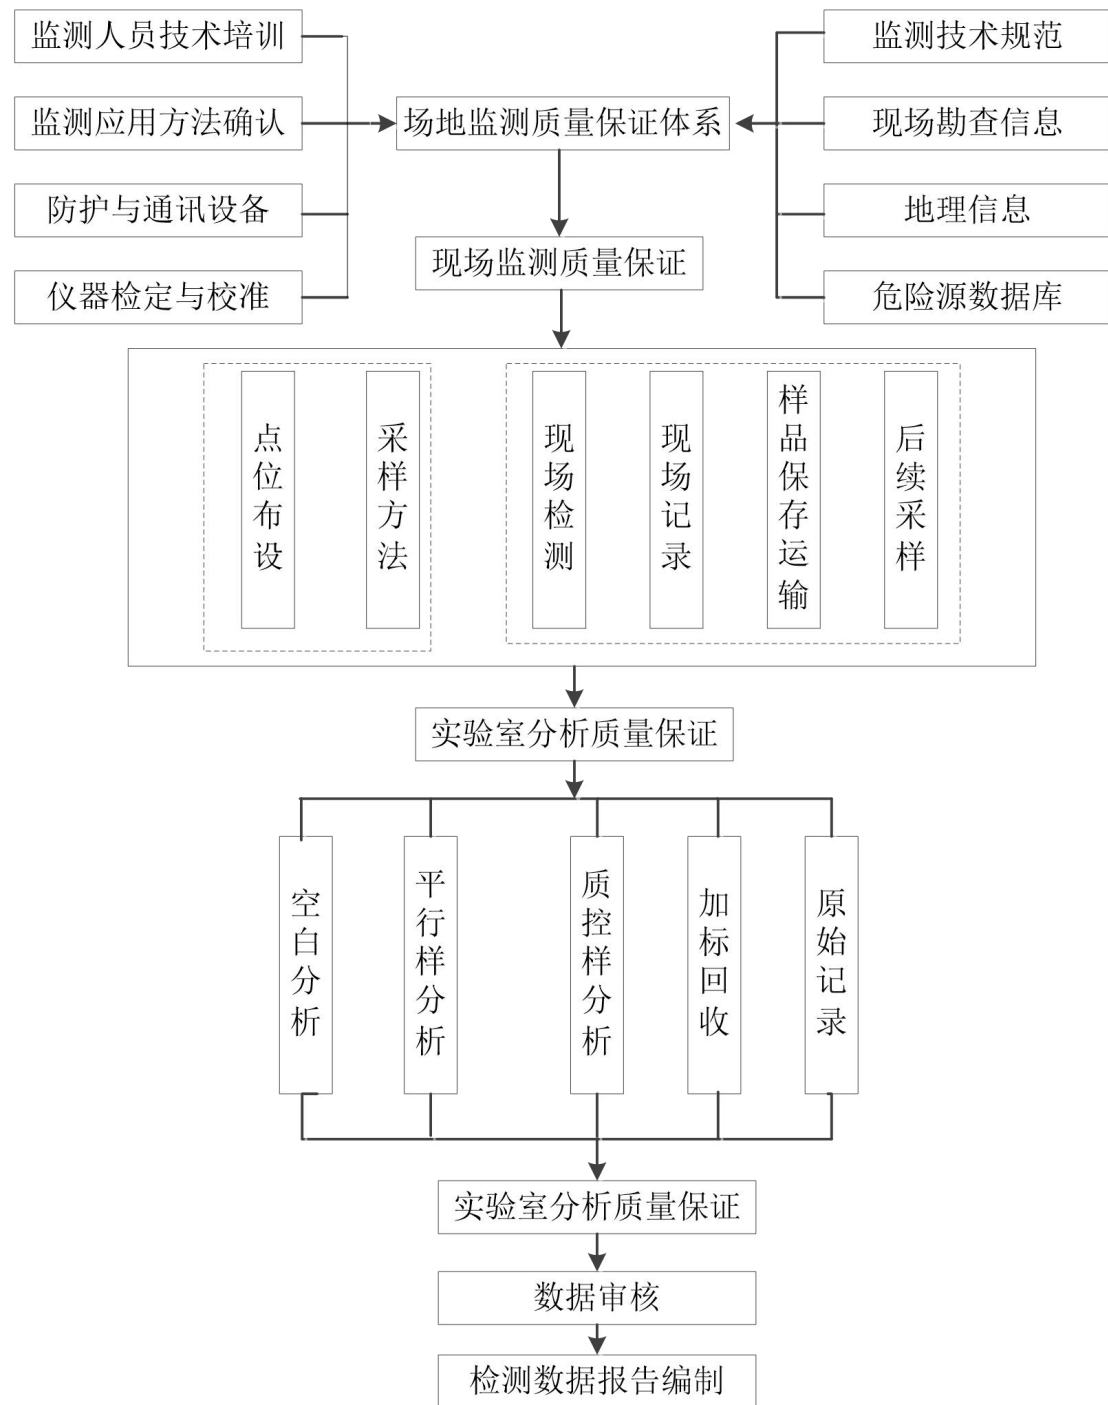 监测人员技术培训
监测技术规范
监测应用方法确认
场地监测质量保证体系
现场勘查信息
防护与通讯设备
地理信息
现场监测质量保证
仪器检定与校准
危险源数据库
点位布设
采样方法
现场检测
现场记录
样品保存运输
后续采样
实验室分析质量保证
空白分析
平行样分析
质控样分析
加标回收
原始记录
实验室分析质量保证
数据审核
检测数据报告编制